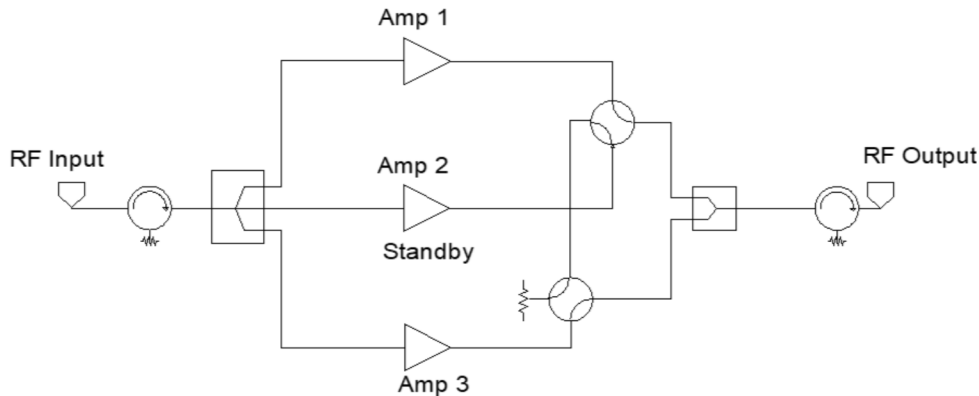 Amp 1
RF Input
Amp 2
RF Output
Standby
Amp 3